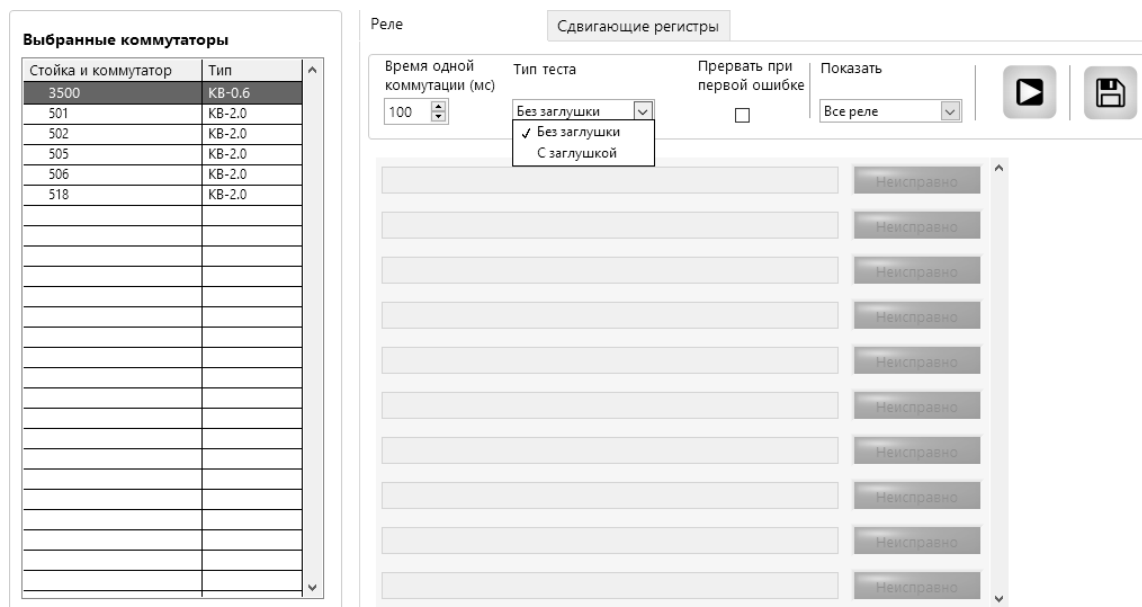 Выбранные коммутаторы
Стойка и коммутатор Тип
3500 КВ-0.6
501 КВ-2.0
502 КВ-2.0
505 КВ-2.0
506 КВ-2.0
518 КВ-2.0
Реле Сдвигающие регистры
Время одной
коммутации (мс)
100
Тип теста
Без заглушки
✓ Без заглушки
С заглушкой
Прервать при
первой ошибке
Показать
Все реле
Неисправно
Неисправно
Неисправно
Неисправно
Неисправно
Неисправно
Неисправно
Неисправно
Неисправно
Неисправно